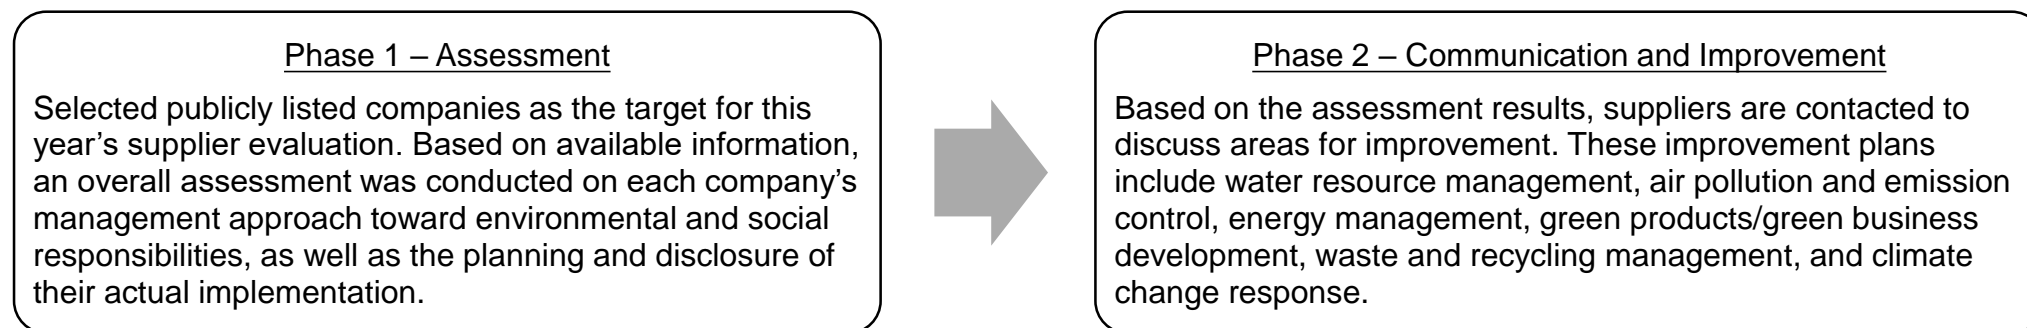 Phase 1 – Assessment
Selected publicly listed companies as the target for this
year’s supplier evaluation. Based on available information,
an overall assessment was conducted on each company’s
management approach toward environmental and social
responsibilities, as well as the planning and disclosure of
their actual implementation.
Phase 2 – Communication and Improvement
Based on the assessment results, suppliers are contacted to
discuss areas for improvement. These improvement plans
include water resource management, air pollution and emission
control, energy management, green products/green business
development, waste and recycling management, and climate
change response.